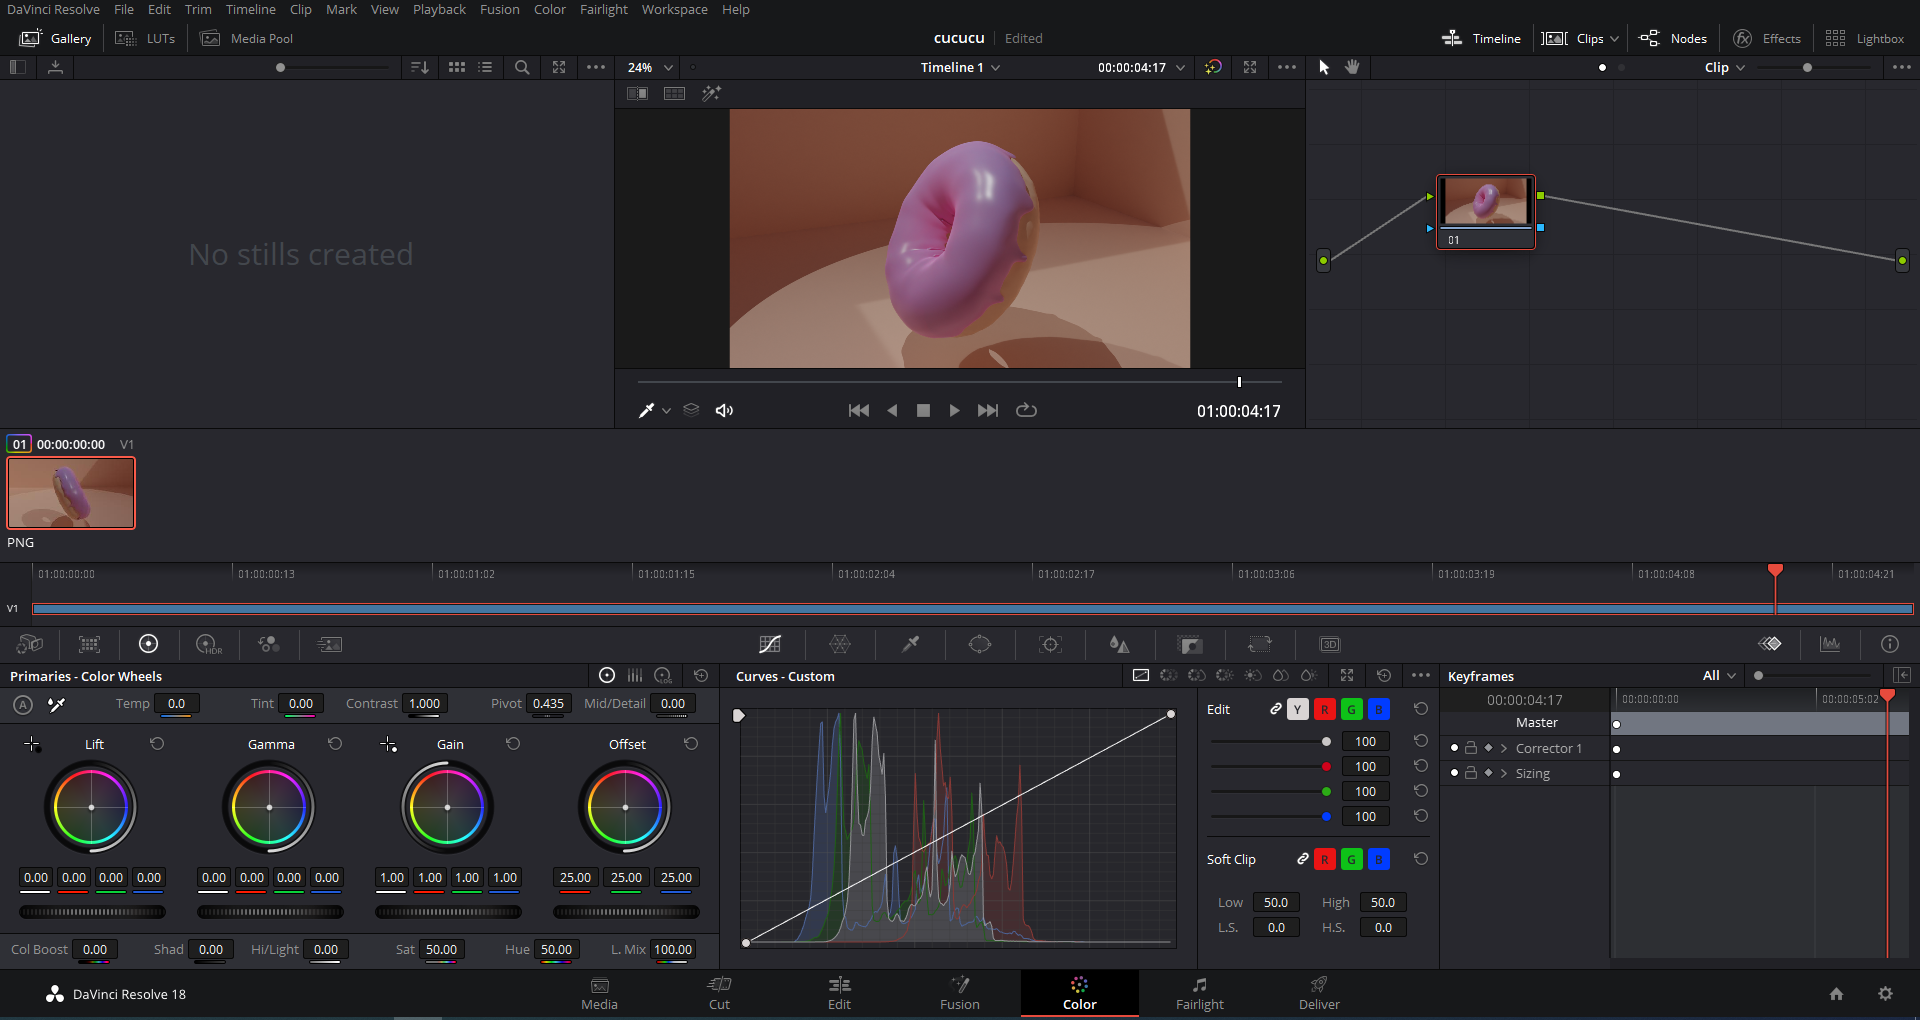 DaVinci Resolve File Edit Trim Timeline Clip Mark View Playback Fusion Color Fairlight Workspace Help
Gallery LUTs Media Pool cucucu Edited Timeline Clips Nodes fx Effects Lightbox
24% Timeline 1 00:00:04:17 Clip
No stills created
01
01:00:04:17
01 00:00:00:00 V1
PNG
01:00:00:00 01:00:00:13 01:00:01:02 01:00:01:15 01:00:02:04 01:00:02:17 01:00:03:06 01:00:03:19 01:00:04:08 01:00:04:21
V1
HDR 3D
Primaries - Color Wheels LOG Curves - Custom Keyframes All
A Temp 0.0 Tint 0.00 Contrast 1.000 Pivot 0.435 Mid/Detail 0.00
Edit Y R G B
00:00:04:17 00:00:00:00 00:00:05:02
Master
Lift Gamma Gain Offset
100
Corrector 1
100
Sizing
100
100
Soft Clip R G B
0.00 0.00 0.00 0.00 0.00 0.00 0.00 0.00 1.00 1.00 1.00 1.00 25.00 25.00 25.00
Low 50.0 High 50.0
L.S. 0.0 H.S. 0.0
Col Boost 0.00 Shad 0.00 Hi/Light 0.00 Sat 50.00 Hue 50.00 L. Mix 100.00
DaVinci Resolve 18
Media Cut Edit Fusion Color Fairlight Deliver